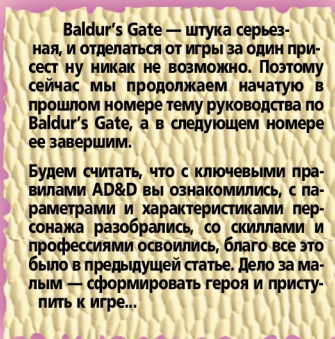 Baldur's Gate — штука серьез-
ная, и отделаться от игры за один при-
сест ну никак не возможно. Поэтому
сейчас мы продолжаем начатую в
прошлом номере тему руководства по
Baldur's Gate, а в следующем номере
ее завершим.
Будем считать, что с ключевыми пра-
вилами AD&D вы ознакомились, с па-
раметрами и характеристиками пер-
сонажа разобрались, со скиллами и
профессиями освоились, благо все это
было в предыдущей статье. Дело за ма-
лым — сформировать героя и присту-
пить к игре...